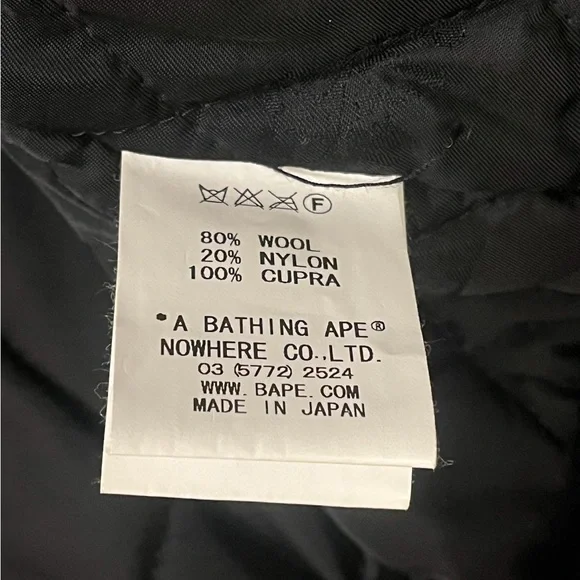 F
80% WOOL
20% NYLON
100% CUPRA
*A BATHING APE®
NOWHERE CO.,LTD.
03 (5772) 2524
WWW. BAPE. COM
MADE IN JAPAN